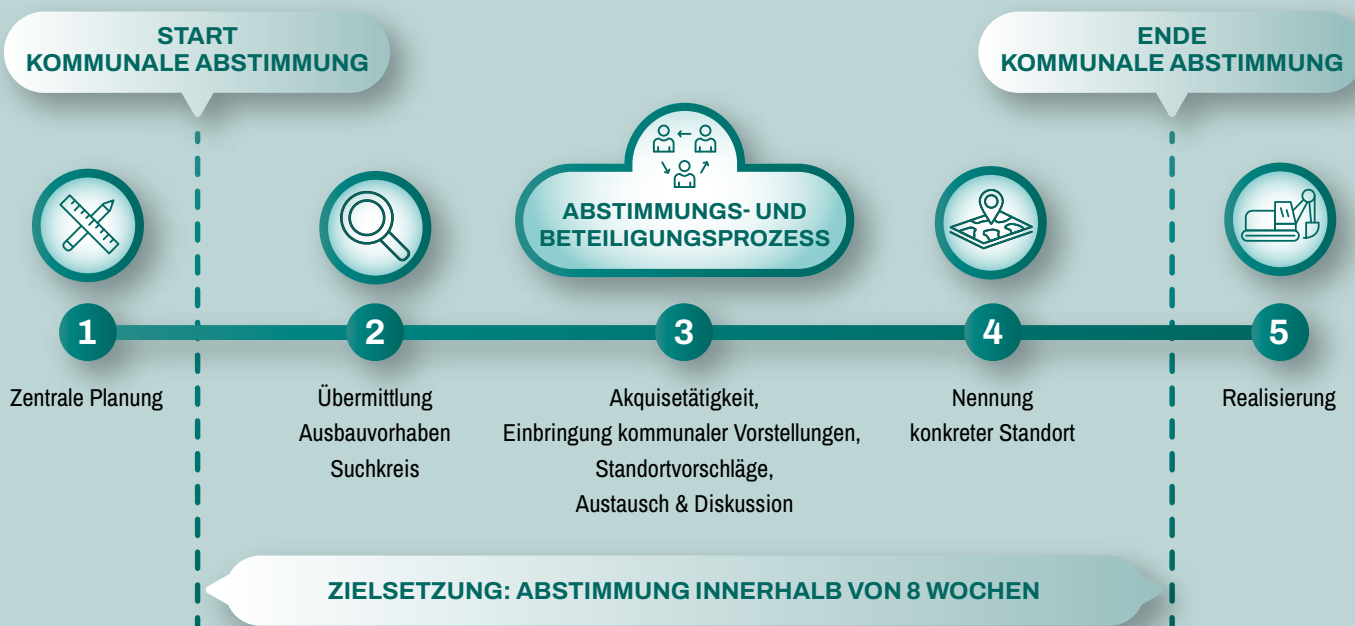 START
KOMMUNALE ABSTIMMUNG
ENDE
KOMMUNALE ABSTIMMUNG
ABSTIMMUNGS- UND
BETEILIGUNGSPROZESS
1
2
3
4
5
Zentrale Planung
Übermittlung
Ausbauvorhaben
Suchkreis
Akquisetätigkeit,
Einbringung kommunaler Vorstellungen,
Standortvorschläge,
Austausch & Diskussion
Nennung
konkreter Standort
Realisierung
ZIELSETZUNG: ABSTIMMUNG INNERHALB VON 8 WOCHEN